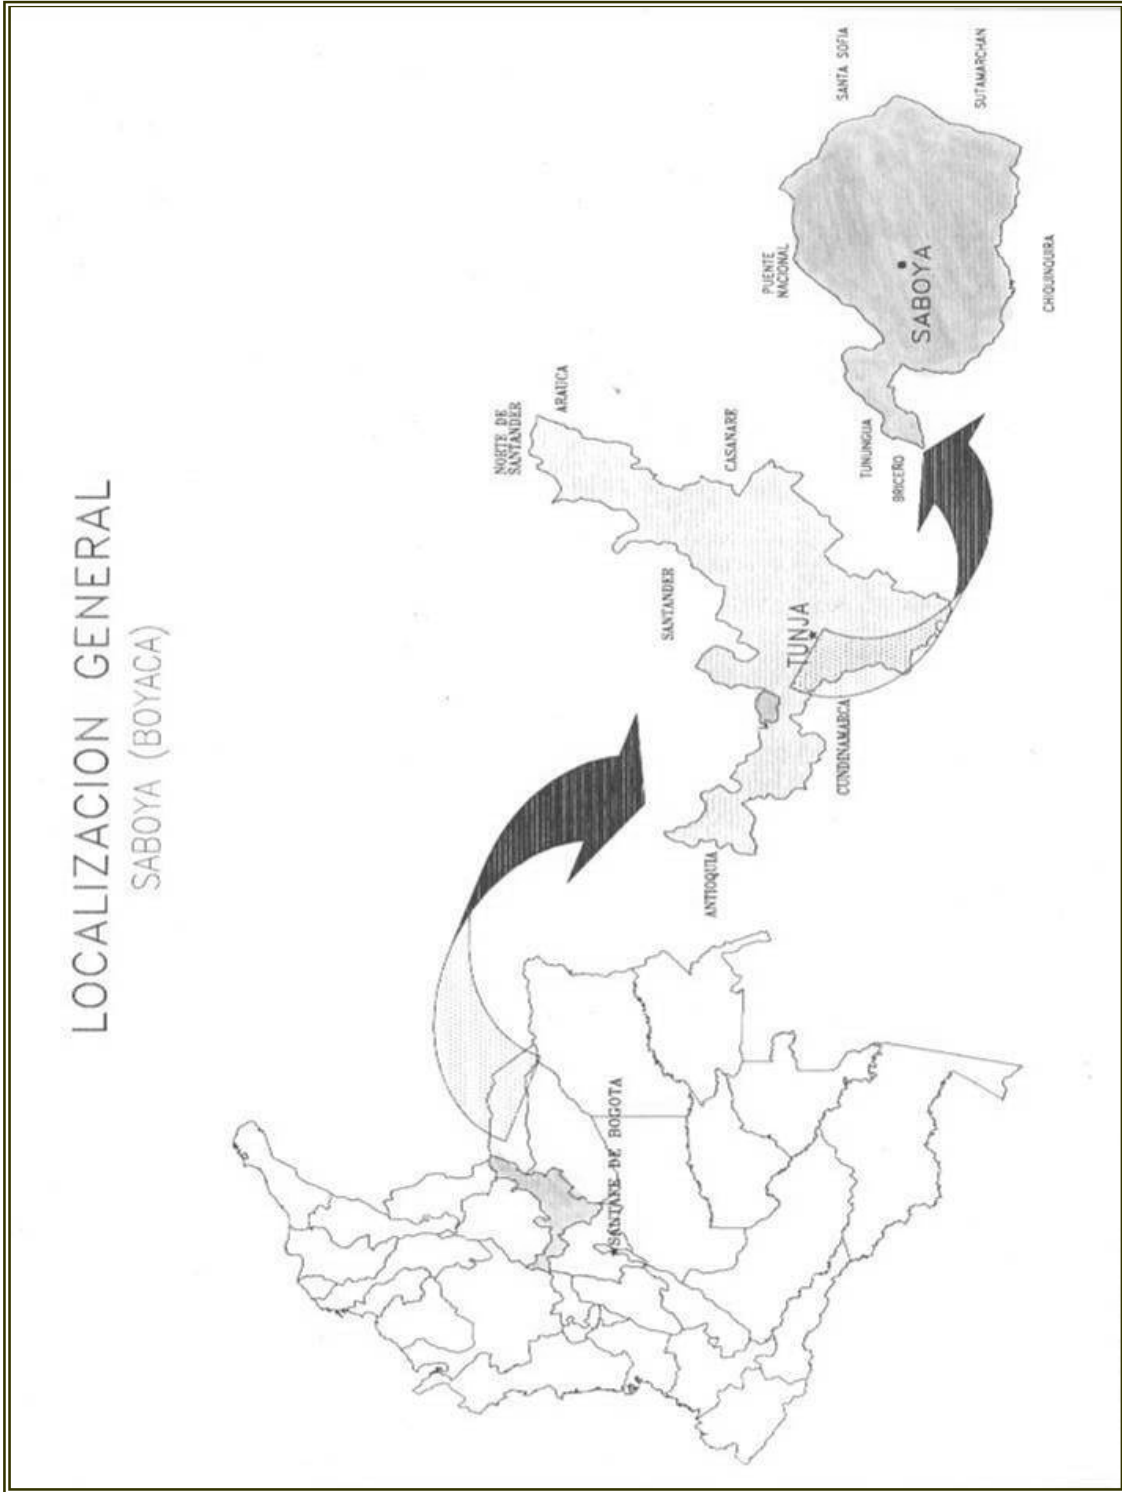 LOCALIZACION GENERAL
SABOYA (BOYACA)
SANTAFE DE BOGOTA
NORTE DE
SANTANDER
ARAUCA
SANTANDER
CASANARE
TUNJA
ANTIOQUIA
CUNDINAMARCA
SANTA SOFIA
SUTAMARCHAN
PUENTE
NACIONAL
SABOYA
CHIQUINQUIRA
TUNUNGUA
BRICEÑO